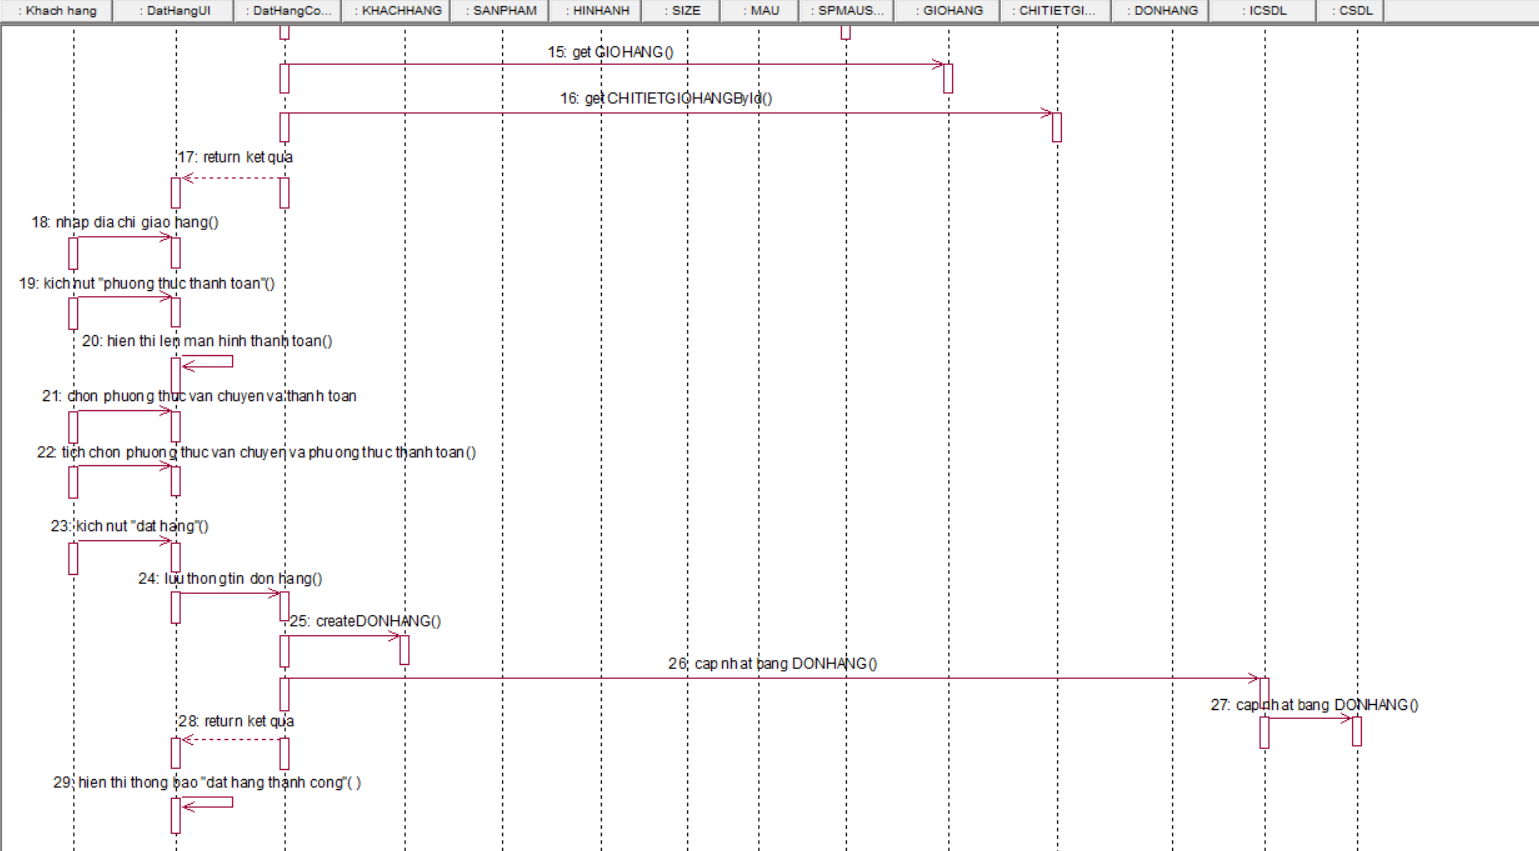 : Khach hang : DatHangUI : DatHangCo... : KHACHHANG : SANPHAM : HINHANH : SIZE : MAU : SPMAUS... : GIOHANG : CHITIETGI... : DONHANG : ICSDL : CSDL
15: get GIOHANG()
16: get CHITIETGIOHANGById()
17: return ket qua
18: nhap dia chi giao hang()
19: kich nut "phuong thuc thanh toan"()
20: hien thi len man hinh thanh toan()
21: chon phuong thuc van chuyen va thanh toan
22: tich chon phuong thuc van chuyen va phuong thuc thanh toan()
23: kich nut "dat hang"()
24: luu thong tin don hang()
25: createDONHANG()
26: cap nhat bang DONHANG()
27: cap nhat bang DONHANG()
28: return ket qua
29: hien thi thong bao "dat hang thanh cong"( )